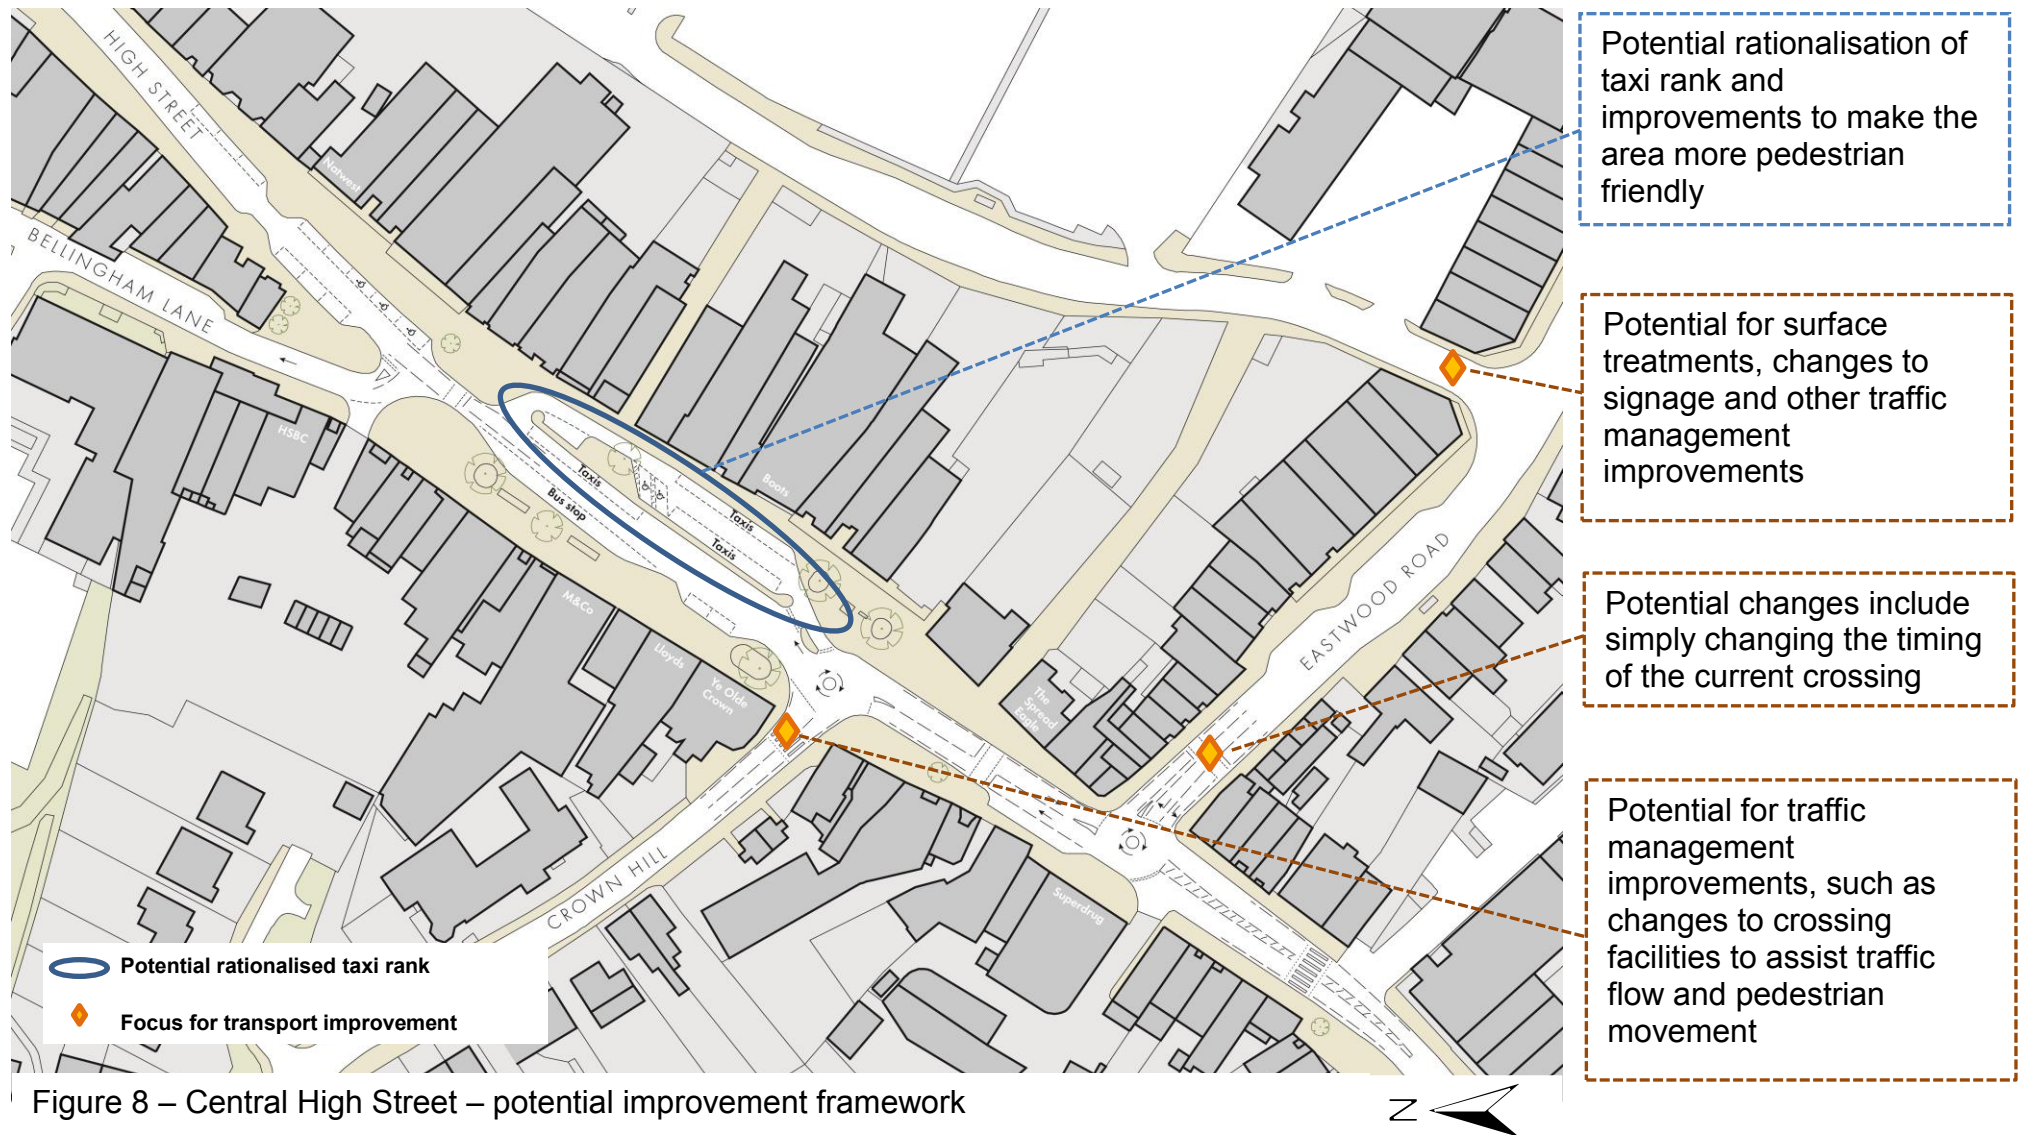 HIGH STREET
Natwest
BELLINGHAM LANE
HSBC
Taxis
Bus stop
Boots
Taxis
Taxis
M&Co
Lloyds
Ye Olde
Crown
The
Spread
Eagle
EASTWOOD ROAD
CROWN HILL
Superdrug
Potential rationalisation of
taxi rank and
improvements to make the
area more pedestrian
friendly
Potential for surface
treatments, changes to
signage and other traffic
management
improvements
Potential changes include
simply changing the timing
of the current crossing
Potential for traffic
management
improvements, such as
changes to crossing
facilities to assist traffic
flow and pedestrian
movement
Potential rationalised taxi rank
Focus for transport improvement
Figure 8 – Central High Street – potential improvement framework
N